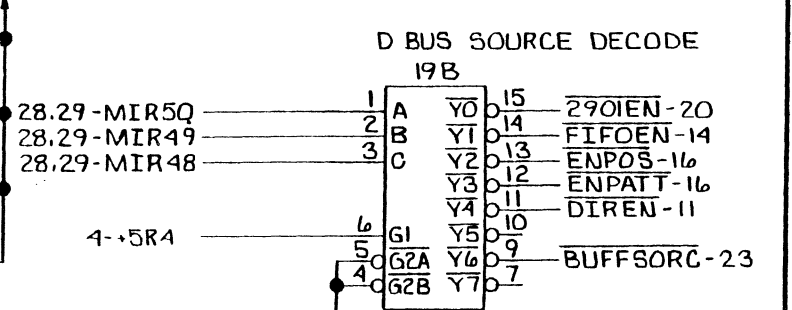 D BUS SOURCE DECODE
19B
28.29-MIR50 1 A Y0 15 2901EN-20
28.29-MIR49 2 B Y1 14 FIFOEN-14
28.29-MIR48 3 C Y2 13 ENPOS-16
Y3 12 ENPATT-16
Y4 11 DIREN-11
4-+5R4 6 G1 Y5 10
5 G2A Y6 9 BUFFSORC-23
4 G2B Y7 7